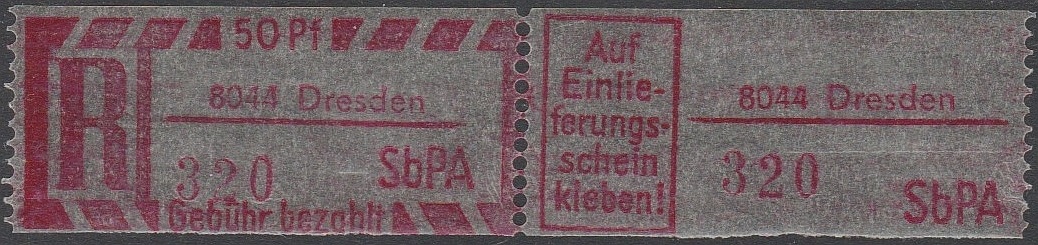 50 Pf
R
8044 Dresden
320
SbPA
Gebühr bezahlt
Auf
Einlie-
ferungs-
schein
kleben!
8044 Dresden
320
SbPA